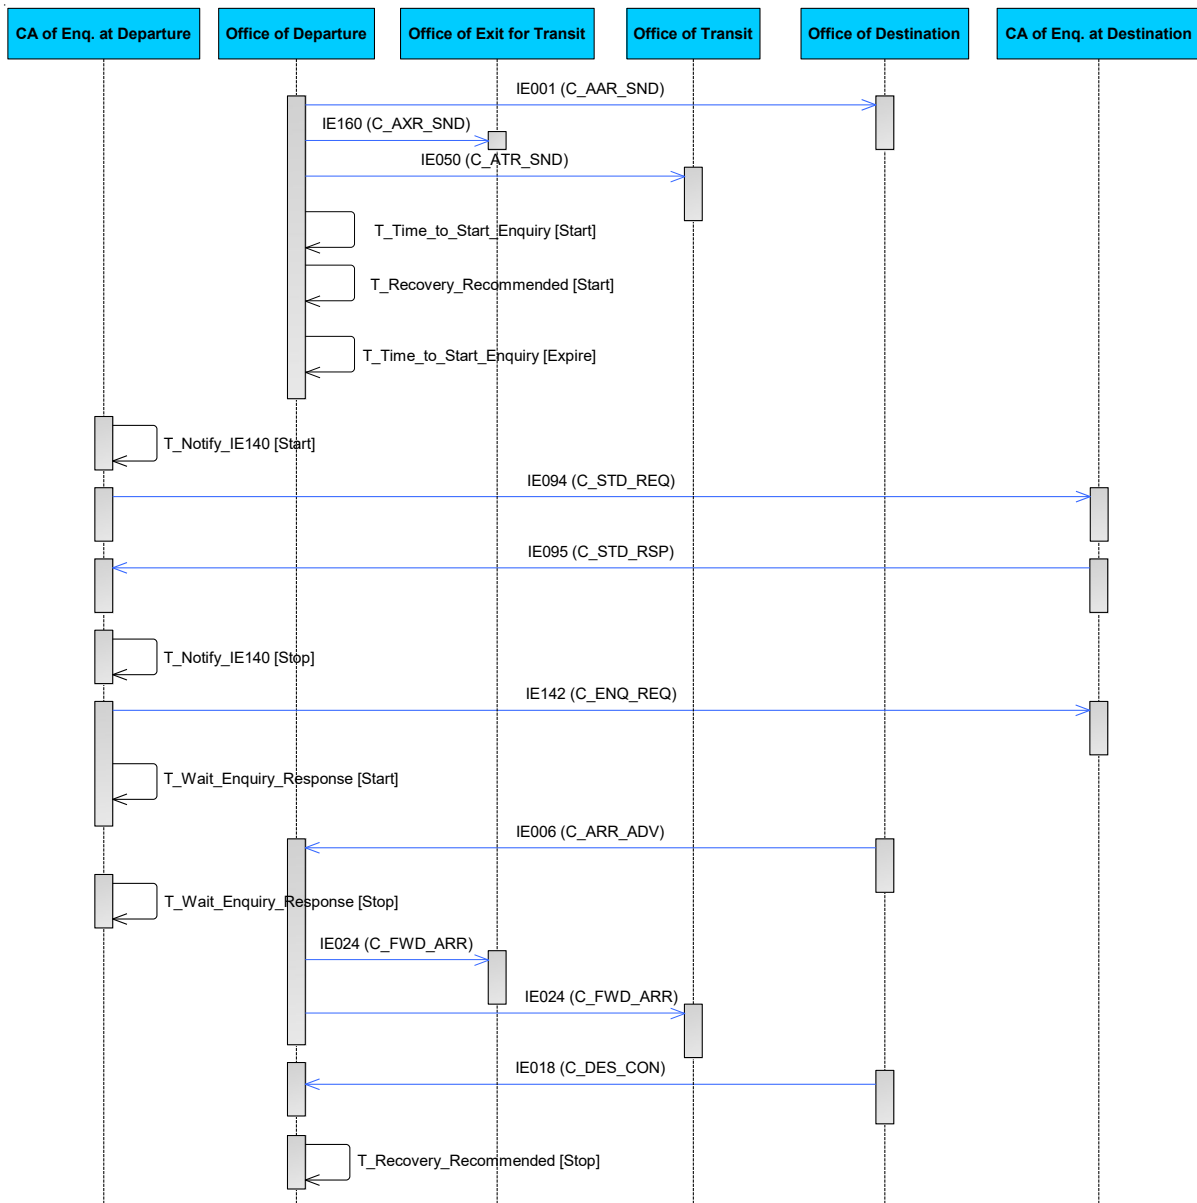 CA of Enq. at Departure
Office of Departure
Office of Exit for Transit
Office of Transit
Office of Destination
CA of Enq. at Destination
IE001 (C_AAR_SND)
IE160 (C_AXR_SND)
IE050 (C_ATR_SND)
T_Time_to_Start_Enquiry [Start]
T_Recovery_Recommended [Start]
T_Time_to_Start_Enquiry [Expire]
T_Notify_IE140 [Start]
IE094 (C_STD_REQ)
IE095 (C_STD_RSP)
T_Notify_IE140 [Stop]
IE142 (C_ENQ_REQ)
T_Wait_Enquiry_Response [Start]
IE006 (C_ARR_ADV)
T_Wait_Enquiry_Response [Stop]
IE024 (C_FWD_ARR)
IE024 (C_FWD_ARR)
IE018 (C_DES_CON)
T_Recovery_Recommended [Stop]